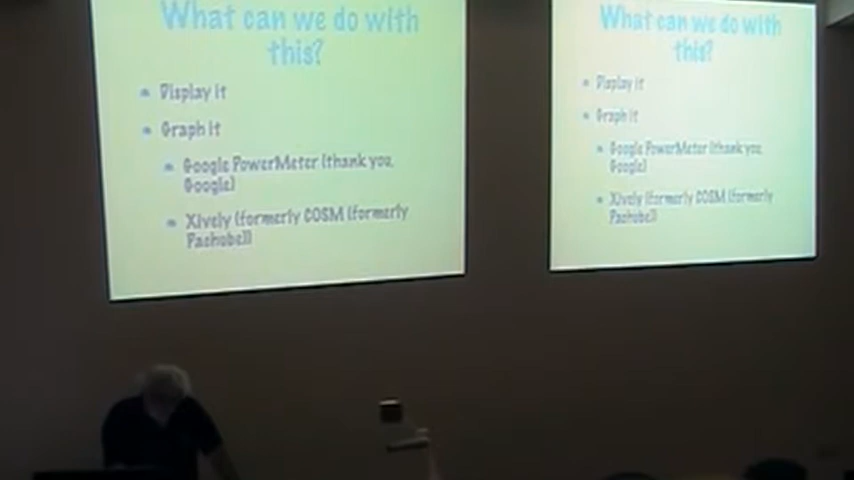 What can we do with
this?
Display it
Graph it
Google PowerMeter (thank you,
Google)
Xively (formerly COSM (formerly
Pachube))
What can we do with
this?
Display it
Graph it
Google PowerMeter (thank you,
Google)
Xively (formerly COSM (formerly
Pachube))